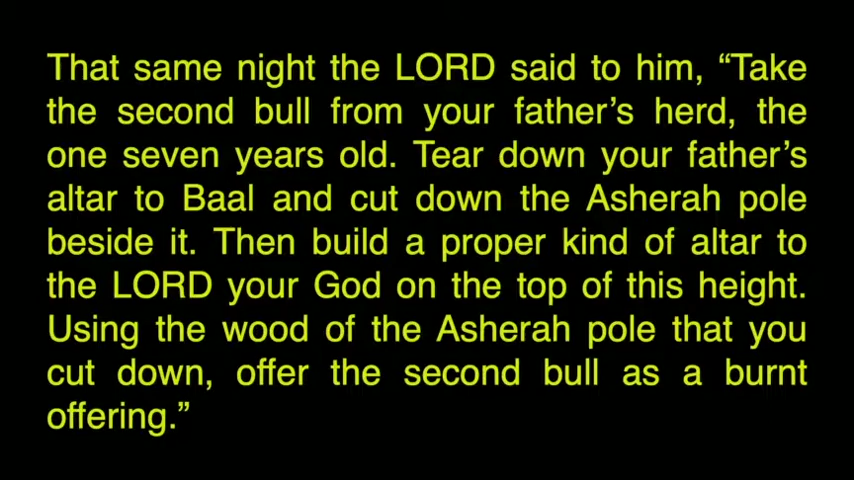 That same night the LORD said to him, “Take
the second bull from your father’s herd, the
one seven years old. Tear down your father’s
altar to Baal and cut down the Asherah pole
beside it. Then build a proper kind of altar to
the LORD your God on the top of this height.
Using the wood of the Asherah pole that you
cut down, offer the second bull as a burnt
offering.”